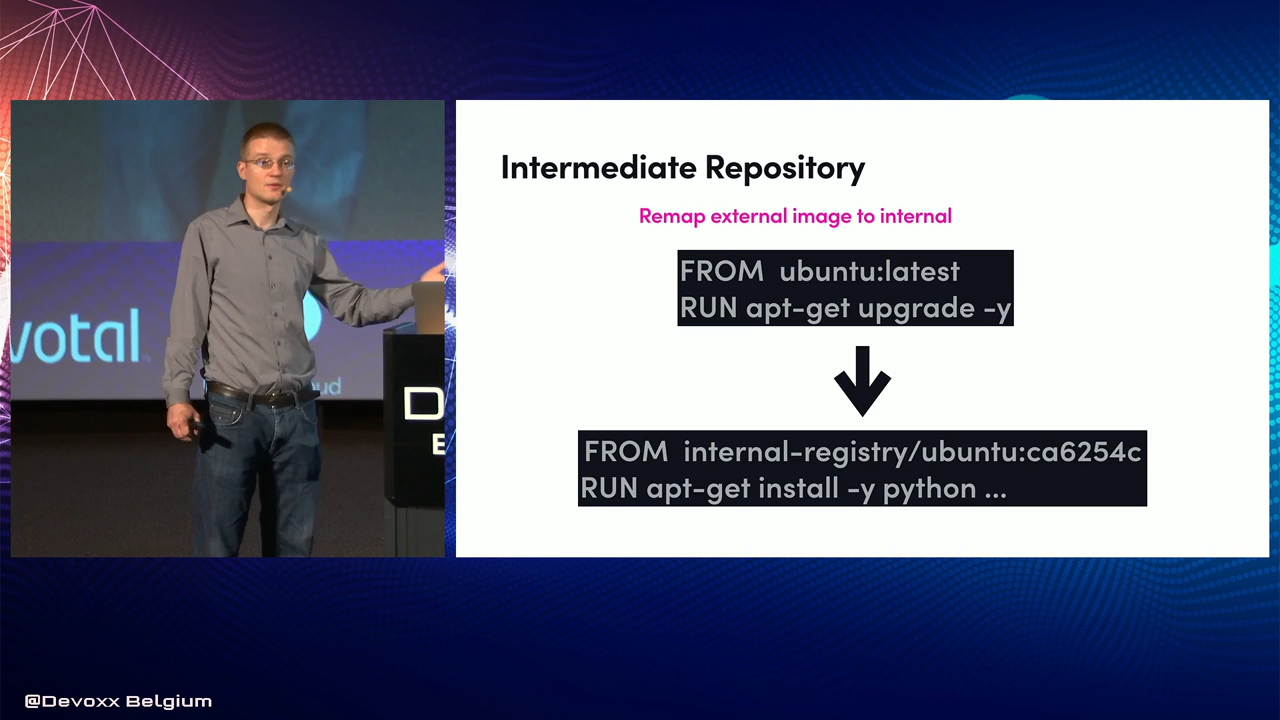 Intermediate Repository
Remap external image to internal
FROM ubuntu:latest
RUN apt-get upgrade -y
FROM internal-registry/ubuntu:ca6254c
RUN apt-get install -y python ...
votal
oud
D
B
@Devoxx Belgium